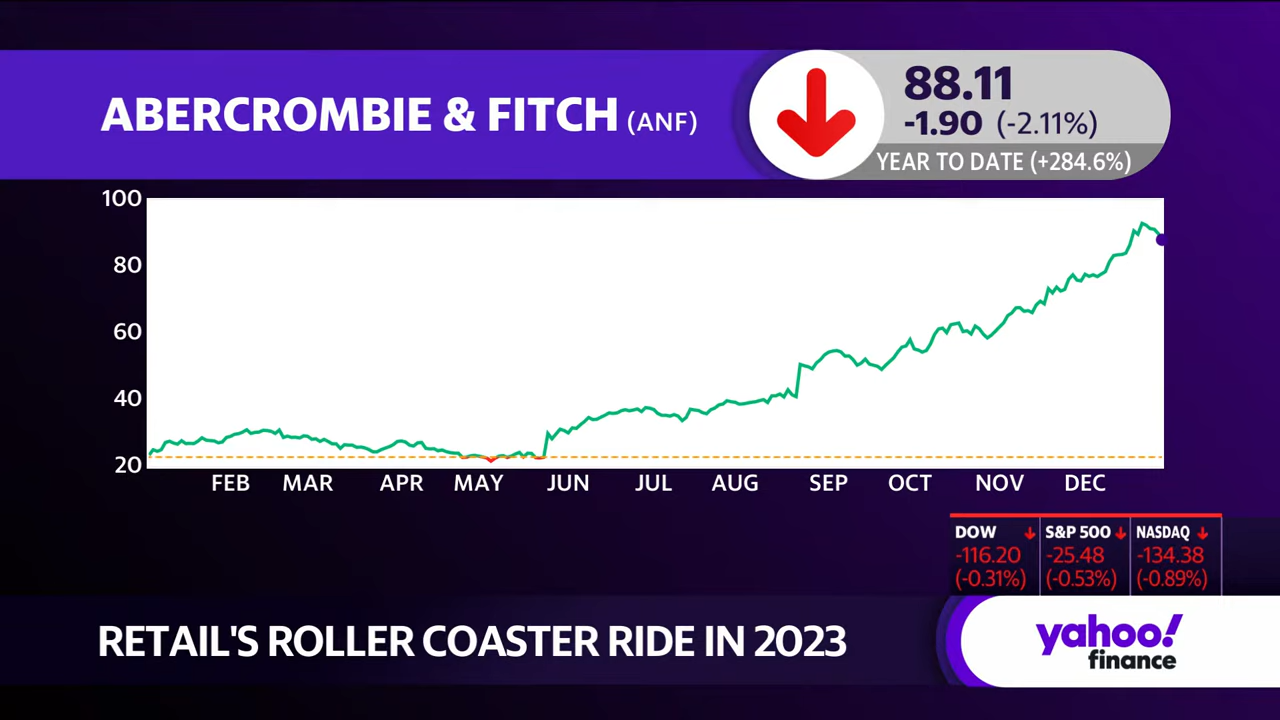 ABERCROMBIE & FITCH (ANF)
88.11
-1.90 (-2.11%)
YEAR TO DATE (+284.6%)
100
80
60
40
20
FEB MAR APR MAY JUN JUL AUG SEP OCT NOV DEC
DOW S&P 500 NASDAQ
-116.20 -25.48 -134.38
(-0.31%) (-0.53%) (-0.89%)
RETAIL'S ROLLER COASTER RIDE IN 2023
yahoo!
finance